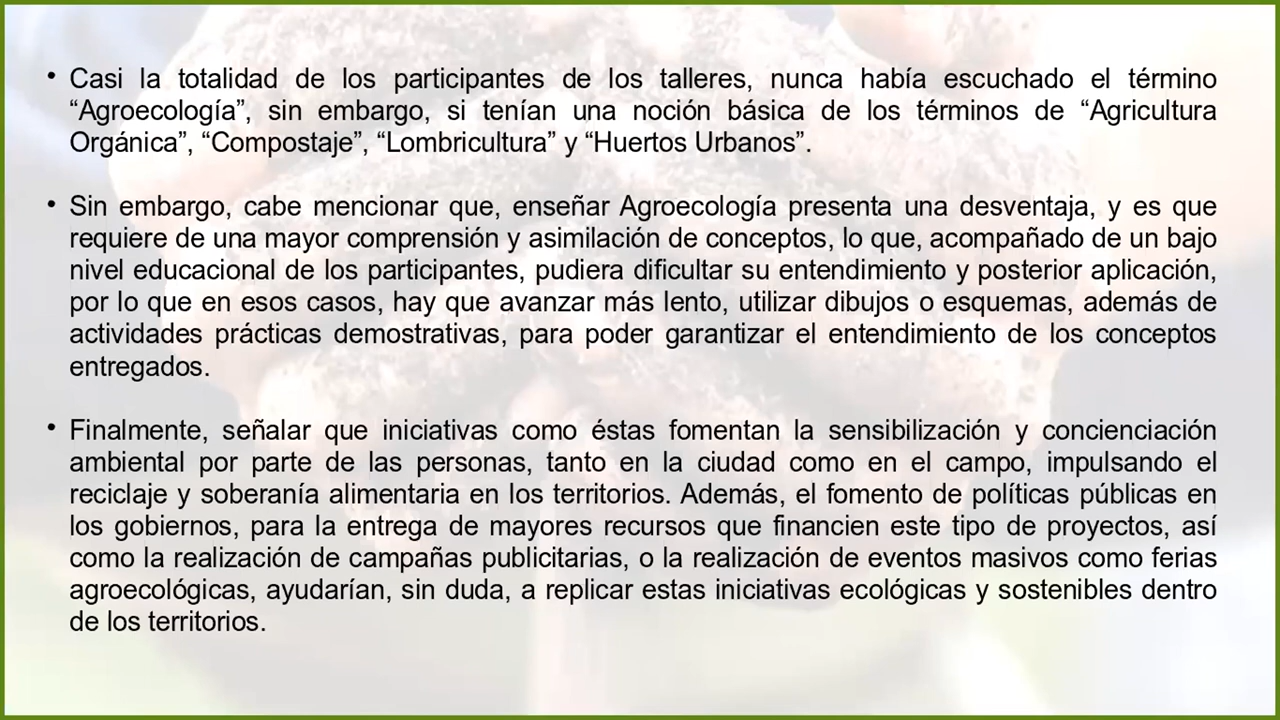 • Casi la totalidad de los participantes de los talleres, nunca había escuchado el término
“Agroecología”, sin embargo, si tenían una noción básica de los términos de “Agricultura
Orgánica”, “Compostaje”, “Lombricultura” y “Huertos Urbanos”.
• Sin embargo, cabe mencionar que, enseñar Agroecología presenta una desventaja, y es que
requiere de una mayor comprensión y asimilación de conceptos, lo que, acompañado de un bajo
nivel educacional de los participantes, pudiera dificultar su entendimiento y posterior aplicación,
por lo que en esos casos, hay que avanzar más lento, utilizar dibujos o esquemas, además de
actividades prácticas demostrativas, para poder garantizar el entendimiento de los conceptos
entregados.
• Finalmente, señalar que iniciativas como éstas fomentan la sensibilización y concienciación
ambiental por parte de las personas, tanto en la ciudad como en el campo, impulsando el
reciclaje y soberanía alimentaria en los territorios. Además, el fomento de políticas públicas en
los gobiernos, para la entrega de mayores recursos que financien este tipo de proyectos, así
como la realización de campañas publicitarias, o la realización de eventos masivos como ferias
agroecológicas, ayudarían, sin duda, a replicar estas iniciativas ecológicas y sostenibles dentro
de los territorios.